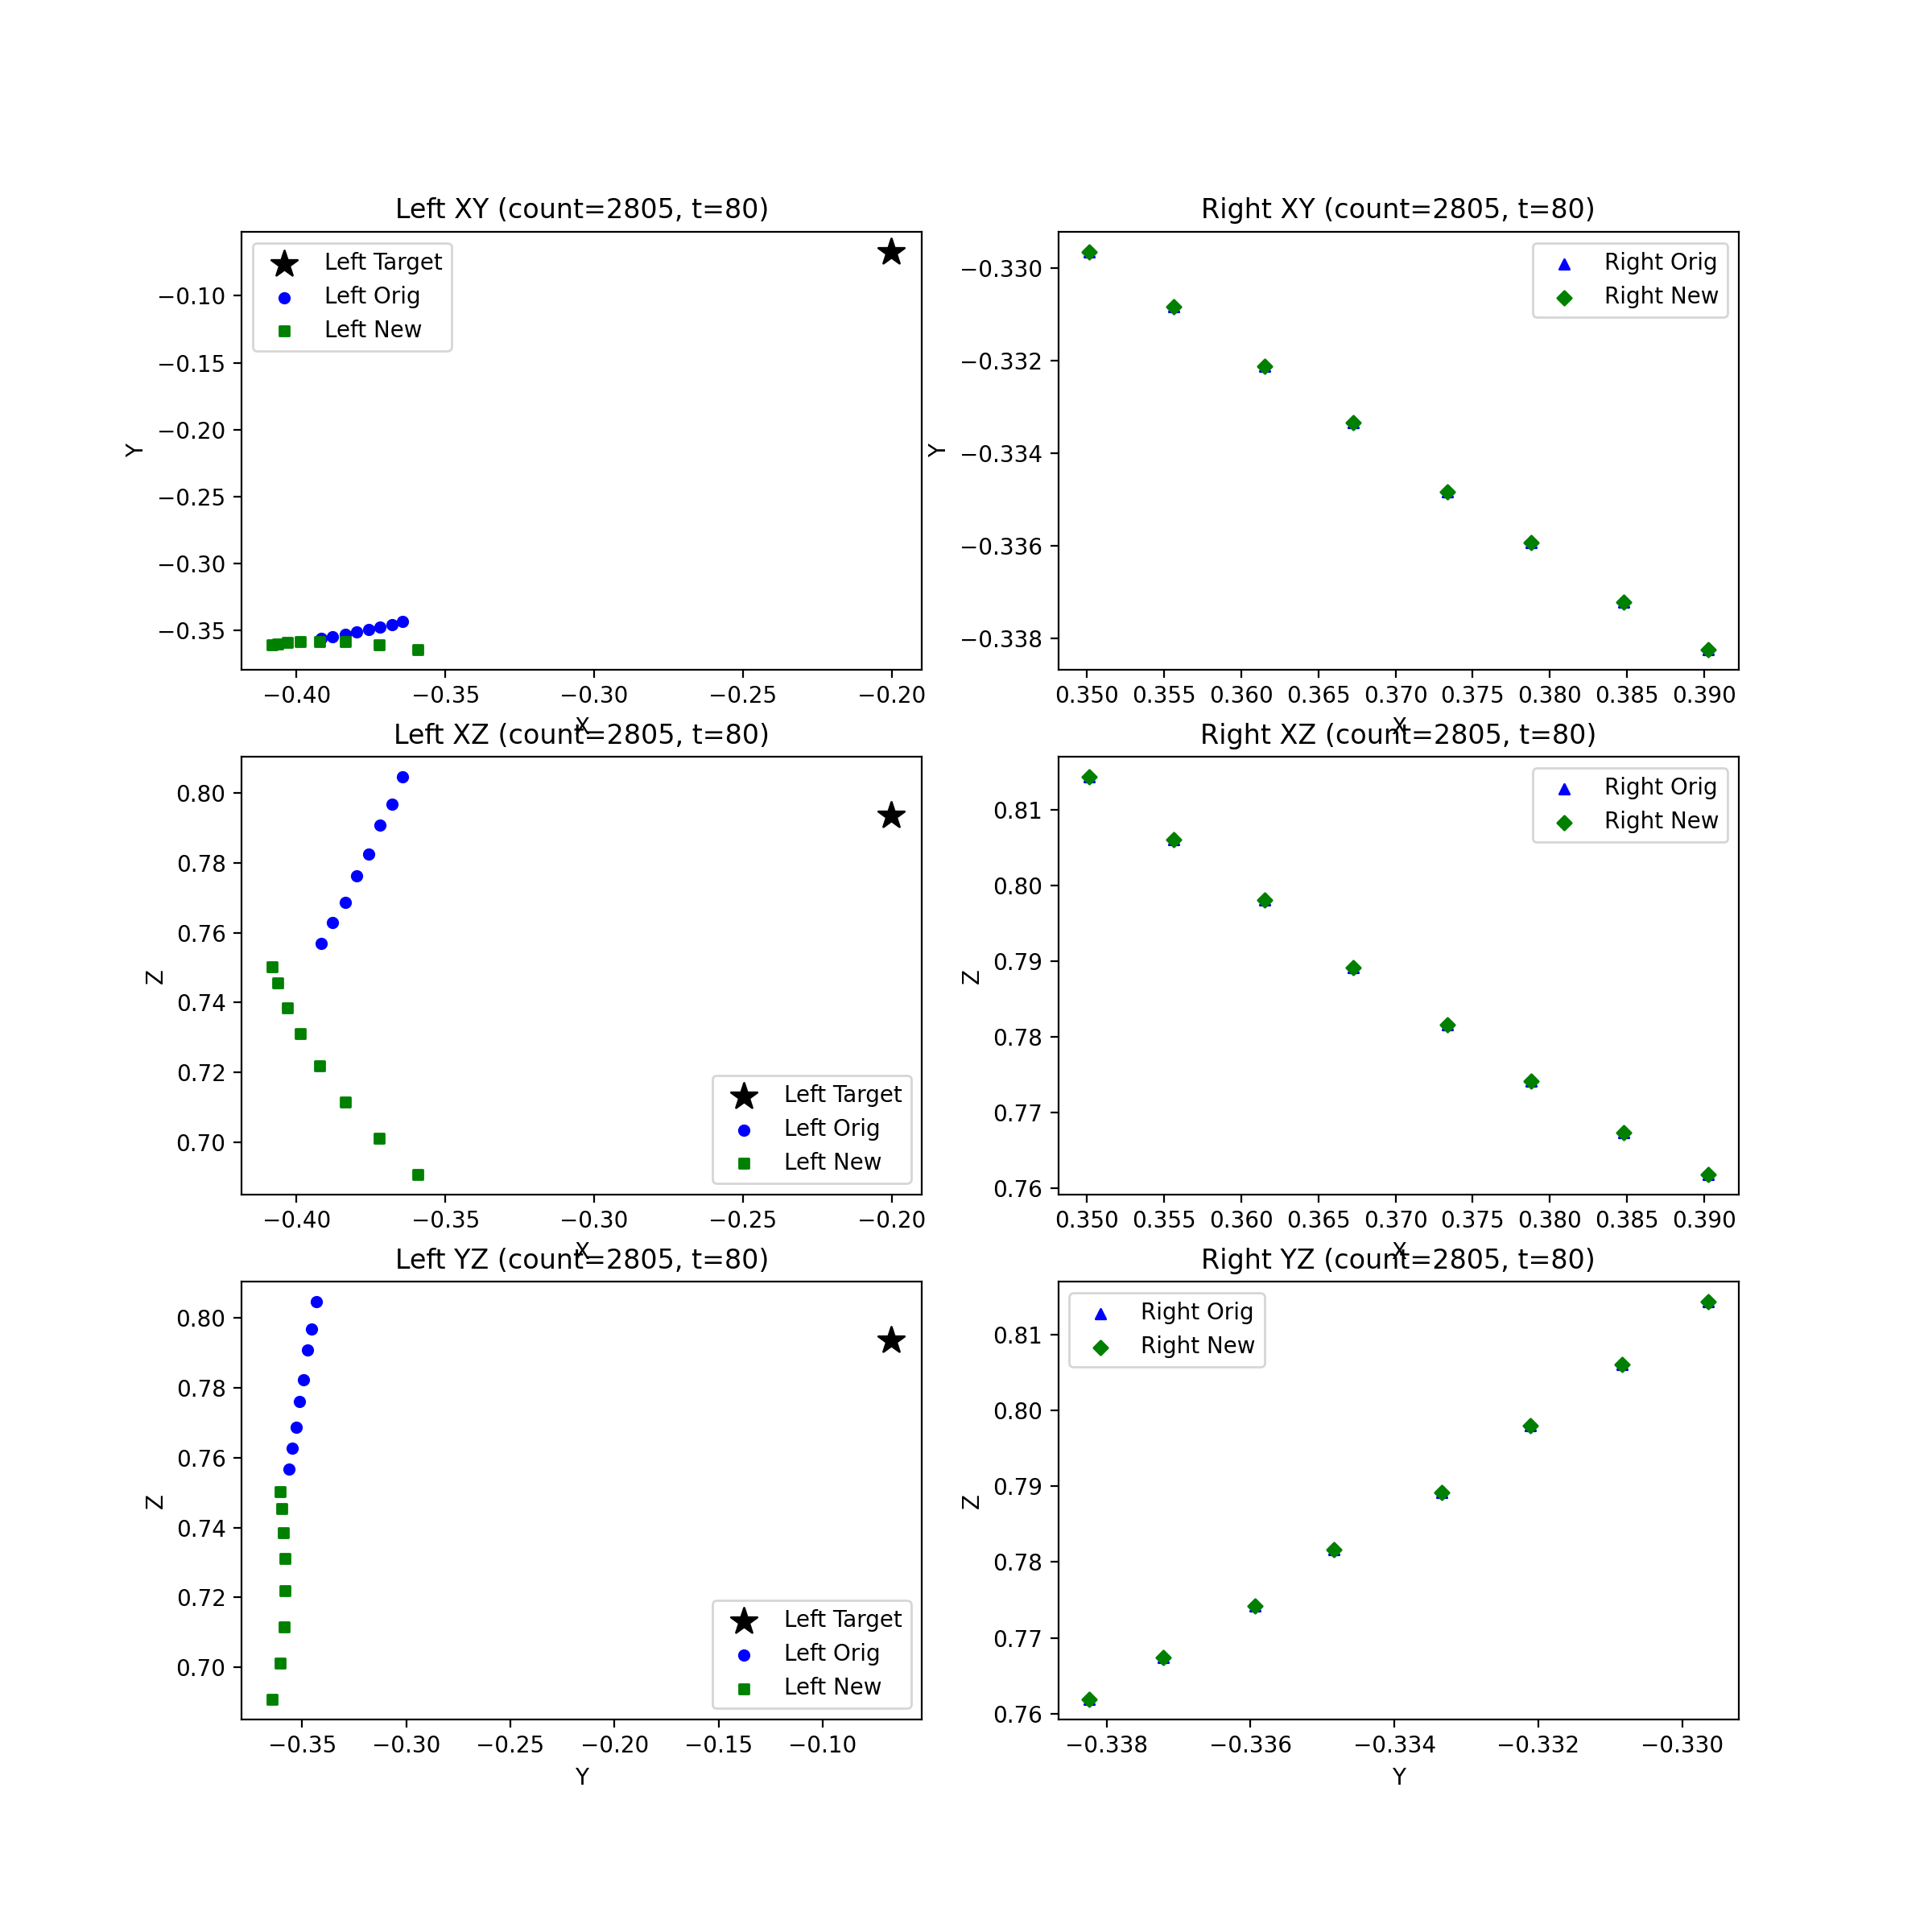 Left XY (count=2805, t=80)
Left Target
Left Orig
Left New
−0.10
−0.15
−0.20
−0.25
−0.30
−0.35
Y
−0.40 −0.35 −0.30 −0.25 −0.20
X
Right XY (count=2805, t=80)
Right Orig
Right New
−0.330
−0.332
−0.334
−0.336
−0.338
Y
0.350 0.355 0.360 0.365 0.370 0.375 0.380 0.385 0.390
X
Left XZ (count=2805, t=80)
0.80
0.78
0.76
0.74
0.72
0.70
Z
Left Target
Left Orig
Left New
−0.40 −0.35 −0.30 −0.25 −0.20
X
Right XZ (count=2805, t=80)
Right Orig
Right New
0.81
0.80
0.79
0.78
0.77
0.76
Z
0.350 0.355 0.360 0.365 0.370 0.375 0.380 0.385 0.390
X
Left YZ (count=2805, t=80)
0.80
0.78
0.76
0.74
0.72
0.70
Z
Left Target
Left Orig
Left New
−0.35 −0.30 −0.25 −0.20 −0.15 −0.10
Y
Right YZ (count=2805, t=80)
Right Orig
Right New
0.81
0.80
0.79
0.78
0.77
0.76
Z
−0.338 −0.336 −0.334 −0.332 −0.330
Y